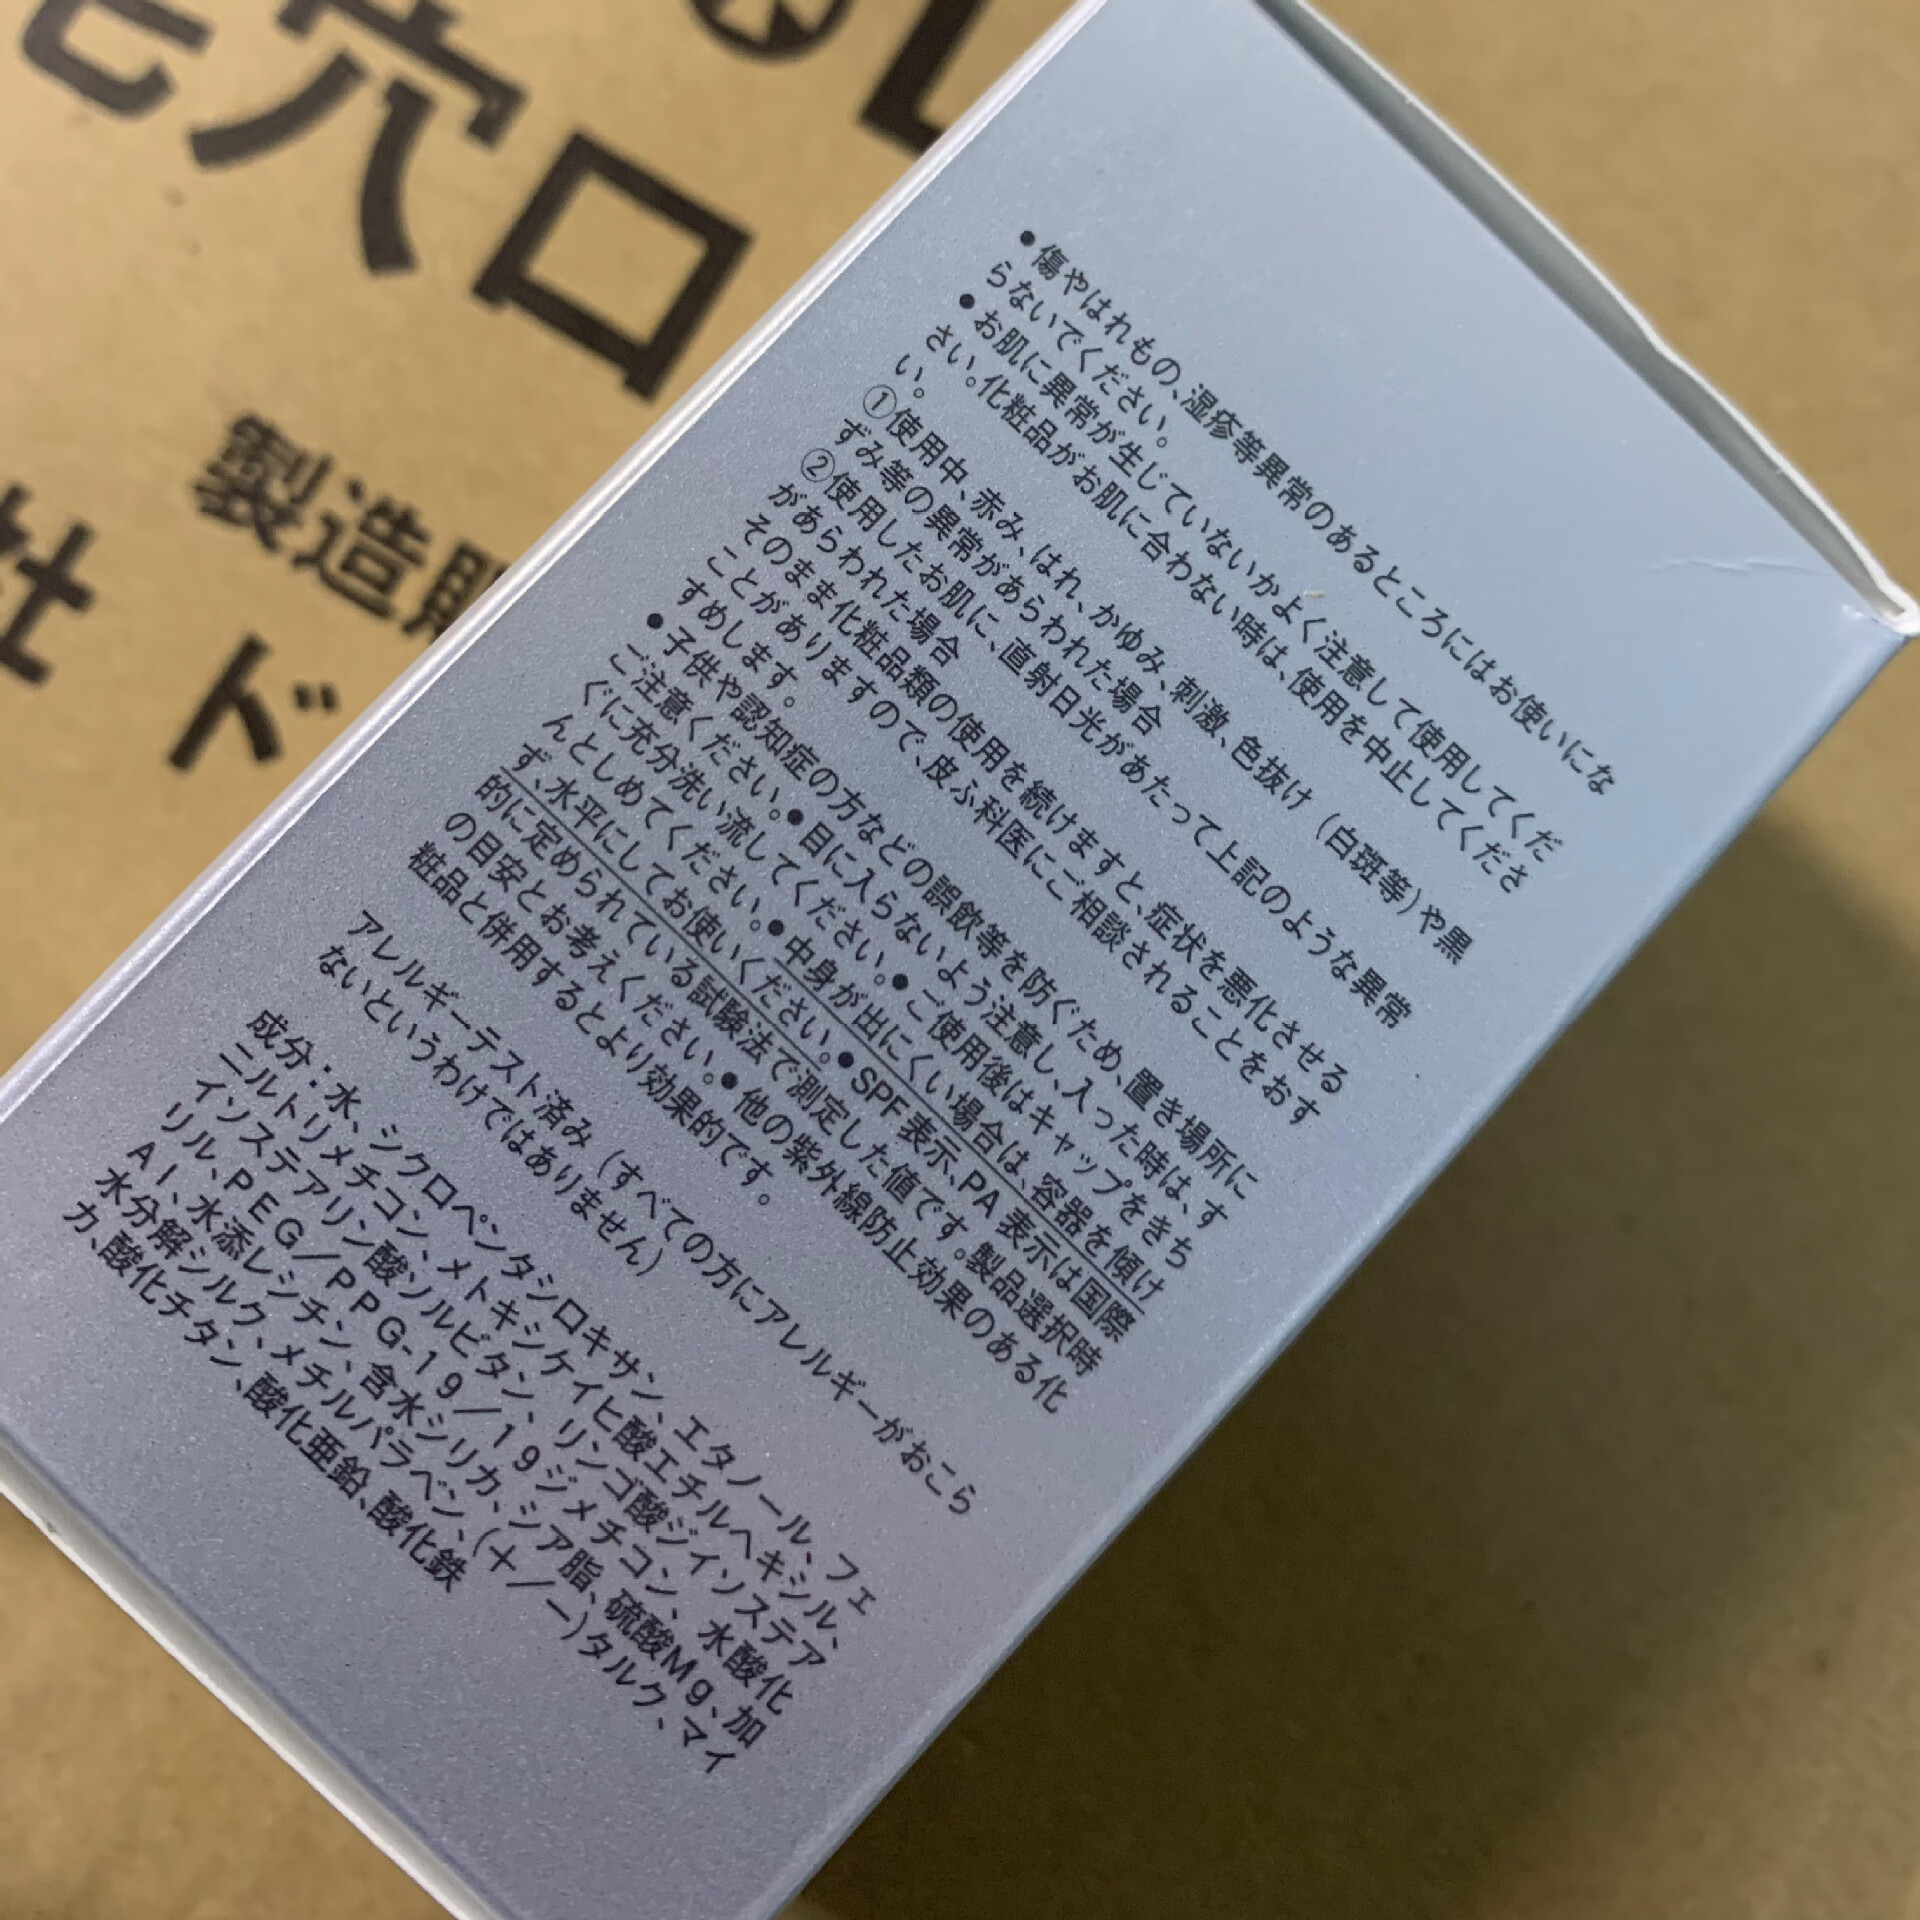 毛穴口
製造
社ド
●傷やはれもの、湿疹等異常のあるところにはお使いにな
らないでください。
●お肌に異常が生じていないかよく注意して使用してくだ
さい。化粧品がお肌に合わない時は、使用を中止してくださ
い。
①使用中、赤み、はれ、かゆみ、刺激、色抜け（白斑等）や黒
ずみ等の異常があらわれた場合
②使用したお肌に、直射日光があたって上記のような異常
があらわれた場合
そのまま化粧品類の使用を続けますと、症状を悪化させる
ことがありますので、皮ふ科医にご相談されることをおす
すめします。
●子供や認知症の方などの誤飲等を防ぐため、置き場所に
ご注意ください。●目に入らないよう注意し、入った時は、す
ぐに充分洗い流してください。●ご使用後はキャップをきち
んとしめてください。●中身が出にくい場合は、容器を傾け
ず、水平にしてお使いください。●SPF表示、PA表示は国際
的に定められている試験法で測定した値です。製品選択時
の目安とお考えください。●他の紫外線防止効果のある化
粧品と併用するとより効果的です。
アレルギーテスト済み（すべての方にアレルギーがおこら
ないというわけではありません）
成分：水、シクロペンタシロキサン、エタノール、フェ
ニルトリメチコン、メトキシケイヒ酸エチルヘキシル、
イソステアリン酸ソルビタン、リンゴ酸ジイソステア
リル、PEG／PPG-19／19ジメチコン、水酸化
Al、水添レシチン、含水シリカ、シア脂、硫酸Mg、加
水分解シルク、メチルパラベン、(+／－)タルク、マイ
カ、酸化チタン、酸化亜鉛、酸化鉄